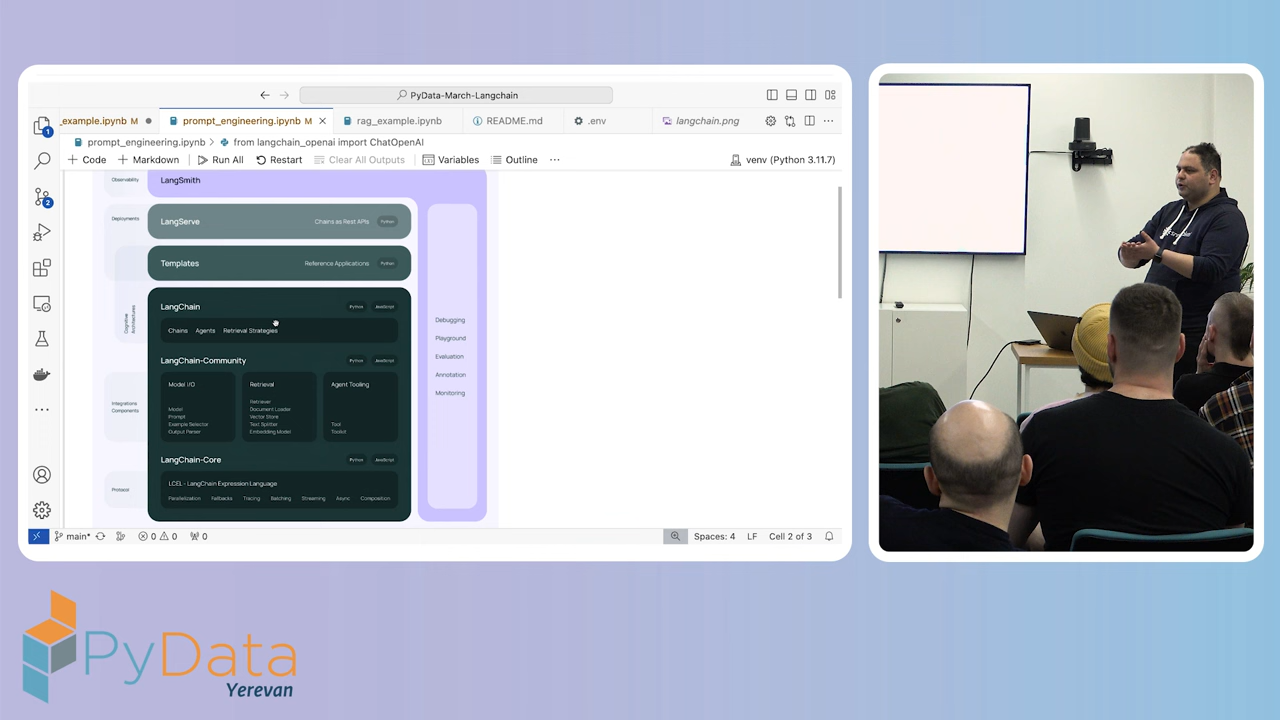 PyData-March-Langchain
_example.ipynb M
prompt_engineering.ipynb M
rag_example.ipynb
README.md
.env
langchain.png
prompt_engineering.ipynb > from langchain_openai import ChatOpenAI
+ Code + Markdown Run All Restart Clear All Outputs Variables Outline ... venv (Python 3.11.7)
1
2
Observability
LangSmith
Deployments
LangServe
Chains as Rest APIs
Python
Templates
Reference Applications
Python
Cognitive
Architectures
LangChain
Python
JavaScript
Chains Agents Retrieval Strategies
LangChain-Community
Python
JavaScript
Integrations
Components
Model I/O
Model
Prompt
Example Selector
Output Parser
Retrieval
Retriever
Document Loader
Vector Store
Text Splitter
Embedding Model
Agent Tooling
Tool
Toolkit
LangChain-Core
Python
JavaScript
Protocol
LCEL - LangChain Expression Language
Parallelization Fallbacks Tracing Batching Streaming Async Composition
Debugging
Playground
Evaluation
Annotation
Monitoring
main* 0 0 0 Spaces: 4 LF Cell 2 of 3
PyData
Yerevan